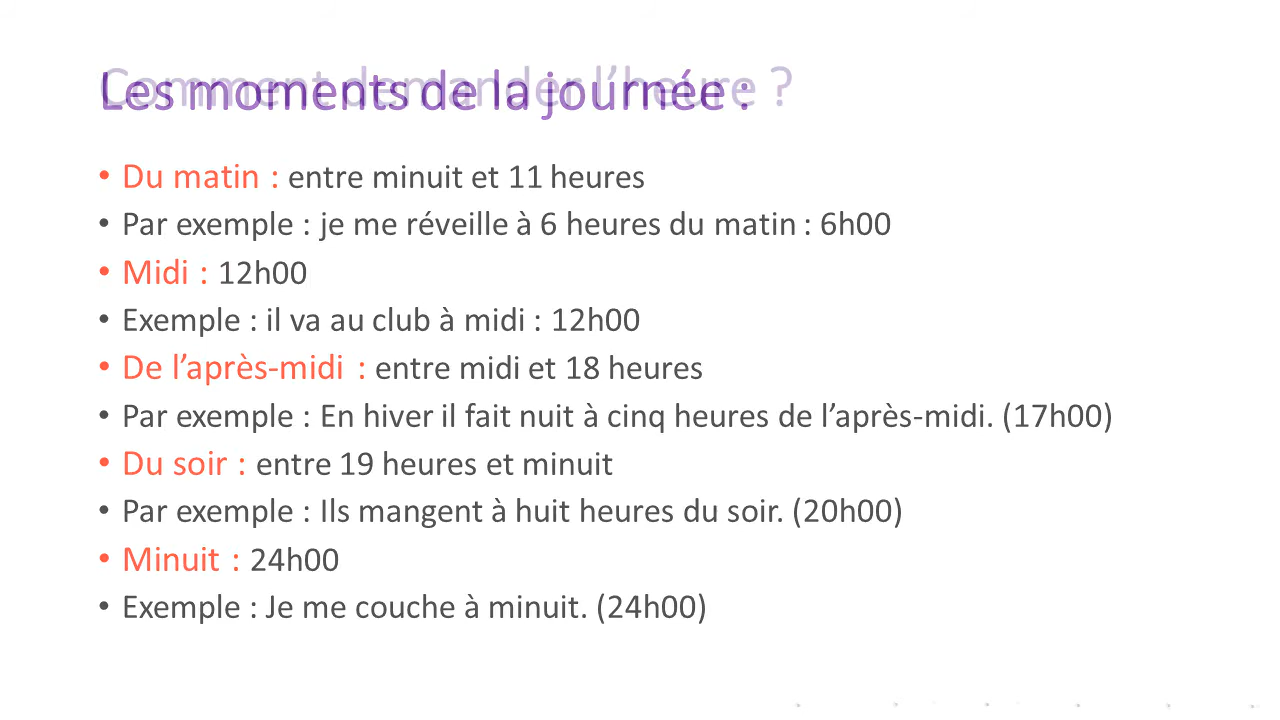 Comment demander l'heure ?
Les moments de la journée :
• Du matin : entre minuit et 11 heures
• Par exemple : je me réveille à 6 heures du matin : 6h00
• Midi : 12h00
• Exemple : il va au club à midi : 12h00
• De l'après-midi : entre midi et 18 heures
• Par exemple : En hiver il fait nuit à cinq heures de l'après-midi. (17h00)
• Du soir : entre 19 heures et minuit
• Par exemple : Ils mangent à huit heures du soir. (20h00)
• Minuit : 24h00
• Exemple : Je me couche à minuit. (24h00)